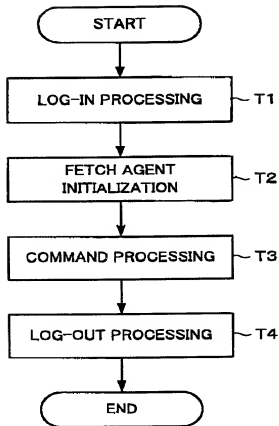 START
LOG-IN PROCESSING
T1
FETCH AGENT
INITIALIZATION
T2
COMMAND PROCESSING
T3
LOG-OUT PROCESSING
T4
END